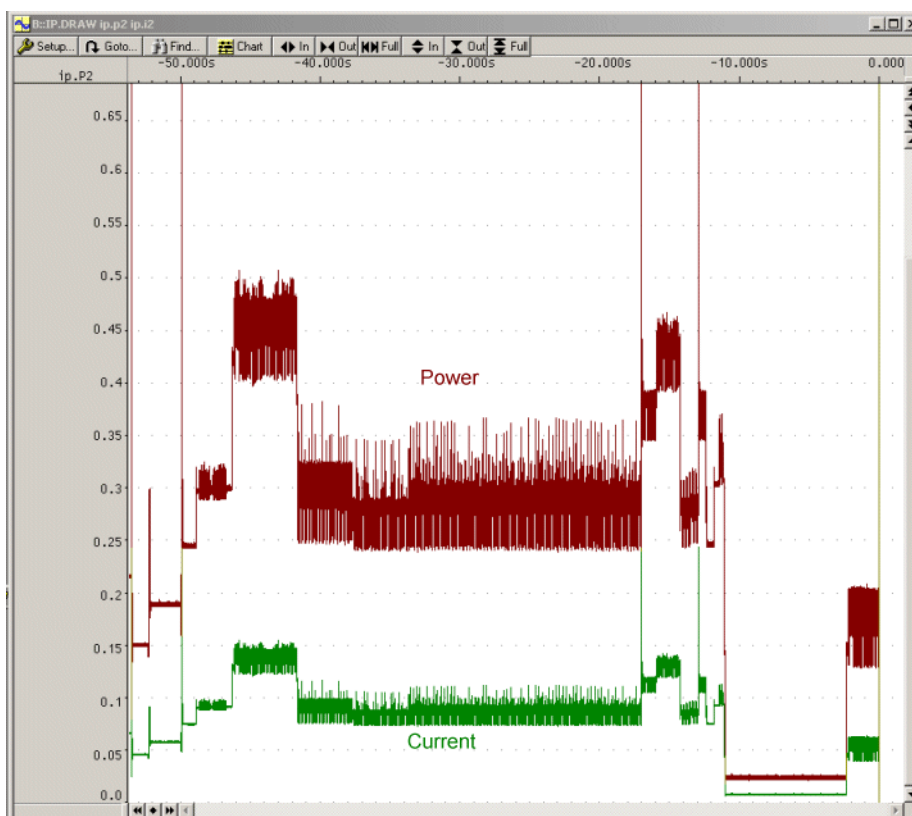 B::IP.DRAW ip.p2 ip.i2
Setup... Goto... Find... Chart In Out Full In Out Full
-50.000s -40.000s -30.000s -20.000s -10.000s 0.000
ip.P2
0.65
0.6
0.55
0.5
0.45
0.4
Power
0.35
0.3
0.25
0.2
0.15
0.1
Current
0.05
0.0